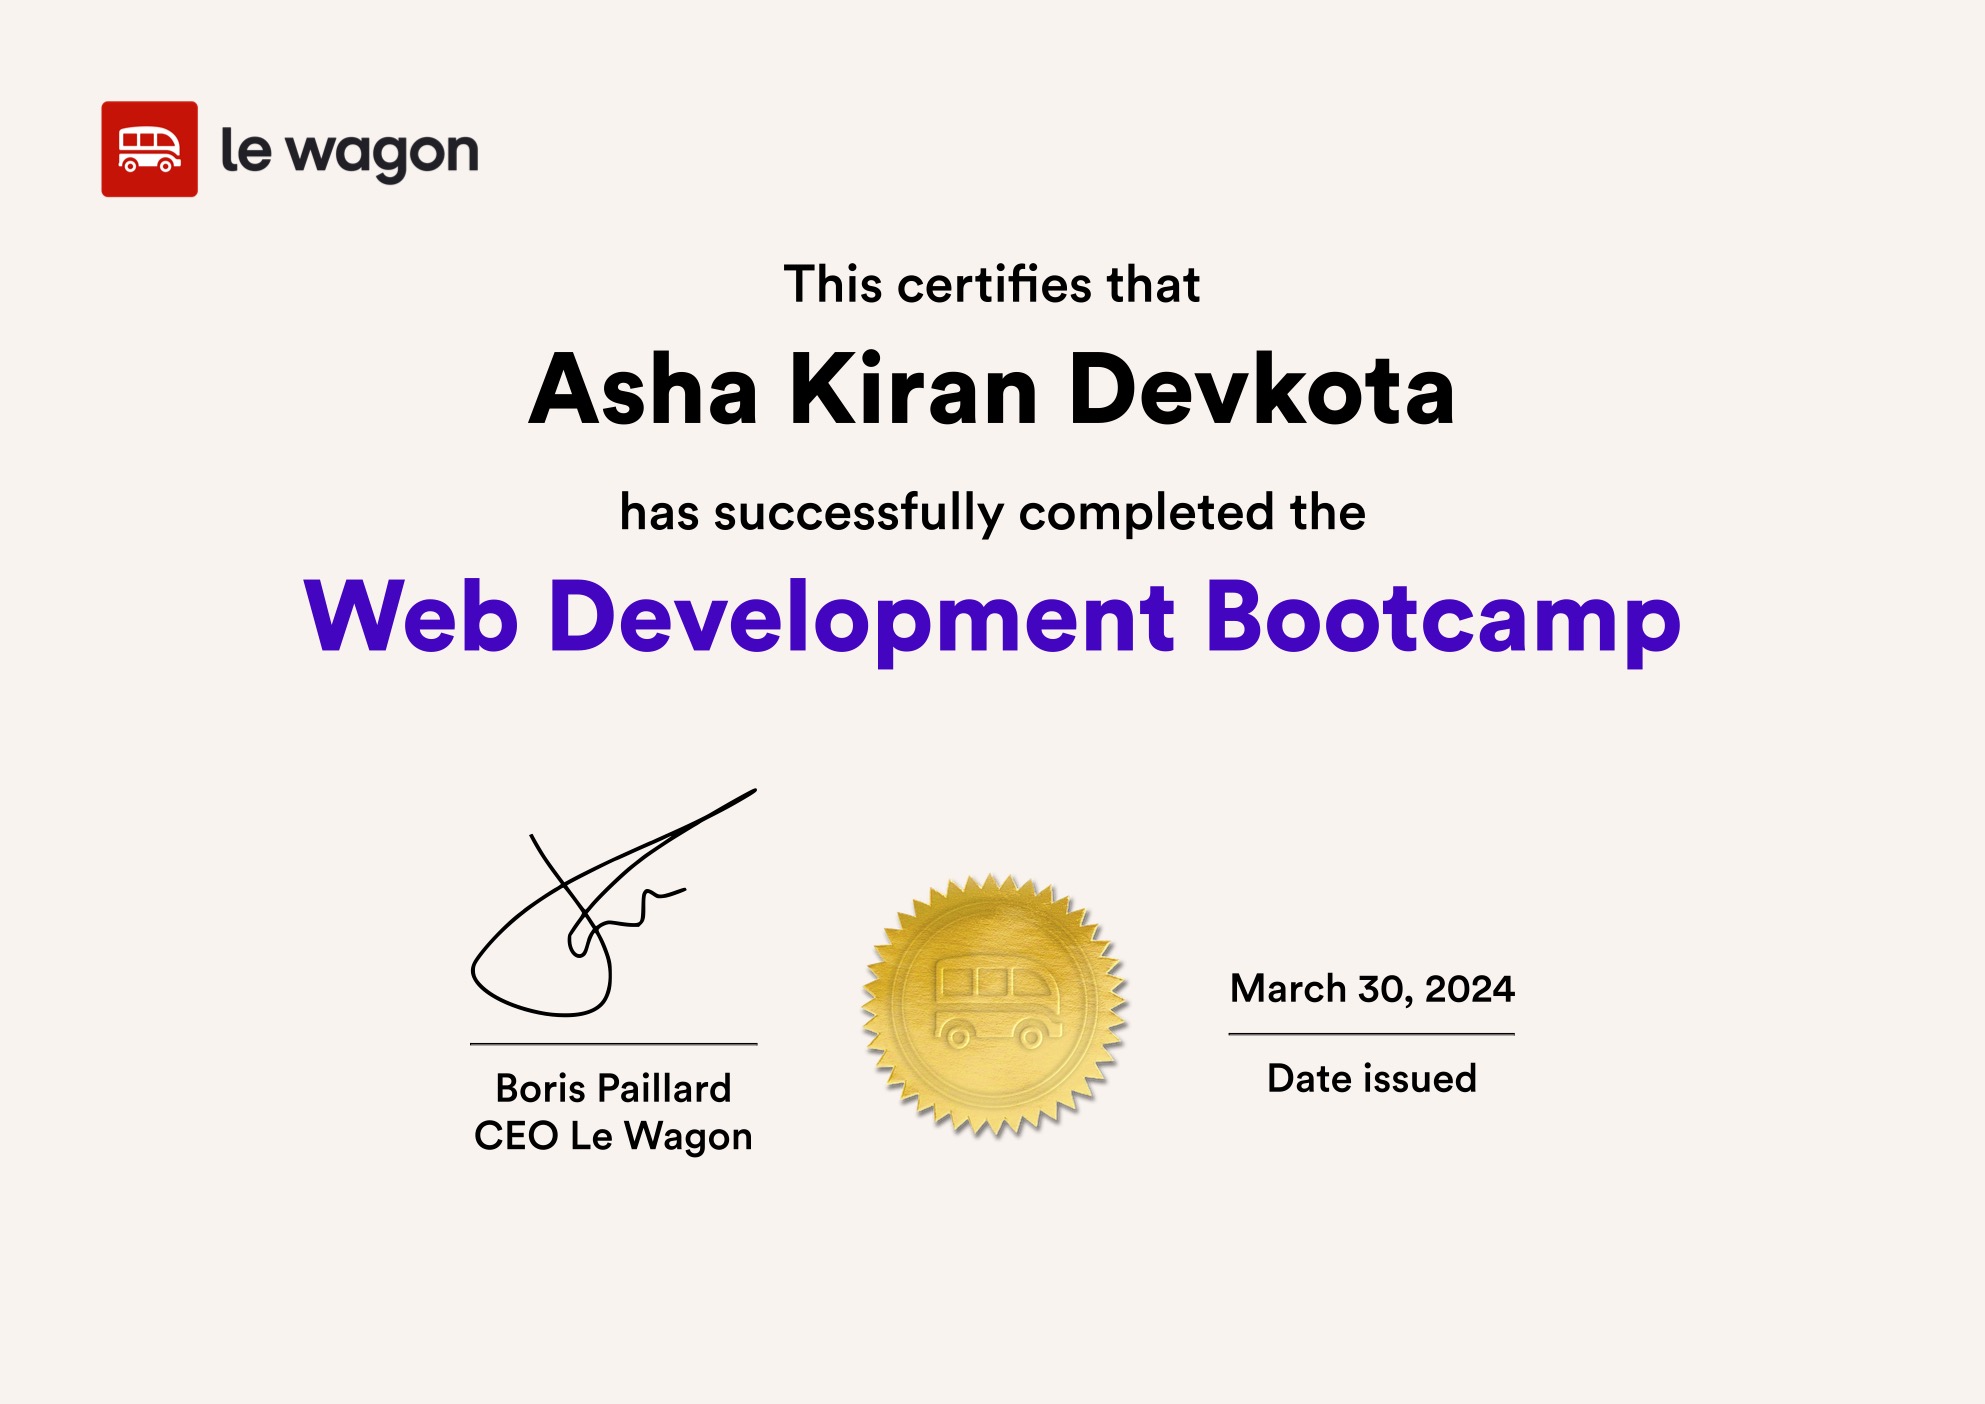 le wagon
This certifies that
Asha Kiran Devkota
has successfully completed the
Web Development Bootcamp
Boris Paillard
CEO Le Wagon
March 30, 2024
Date issued